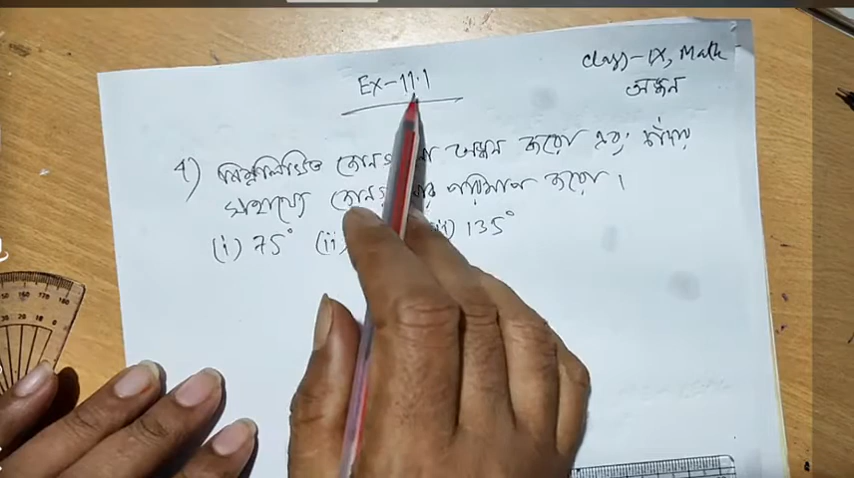 Ex-11.1
Class-IX, Math
অঙ্কন
4) নিম্নলিখিত অঙ্কন করো এবং চাঁদার
সাহায্যে পরিমাপ করো।
(i) 75° (ii) 135°